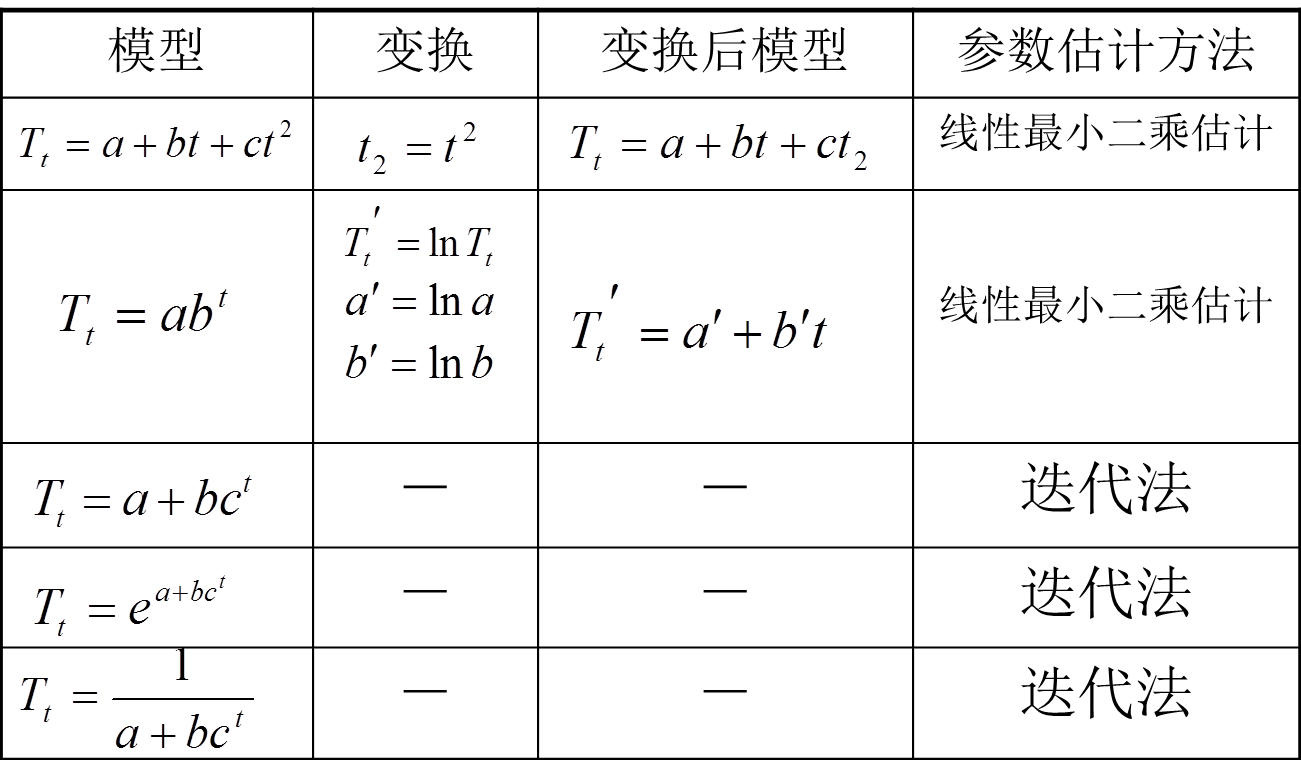 模型 变换 变换后模型 参数估计方法
T_t = a + bt + ct^2 t_2 = t^2 T_t = a + bt + ct_2 线性最小二乘估计
T_t = ab^t
T_t' = ln T_t
a' = ln a
b' = ln b
T_t' = a' + b't
线性最小二乘估计
T_t = a + bc^t — — 迭代法
T_t = e^{a+bc^t} — — 迭代法
T_t = \frac{1}{a + bc^t} — — 迭代法